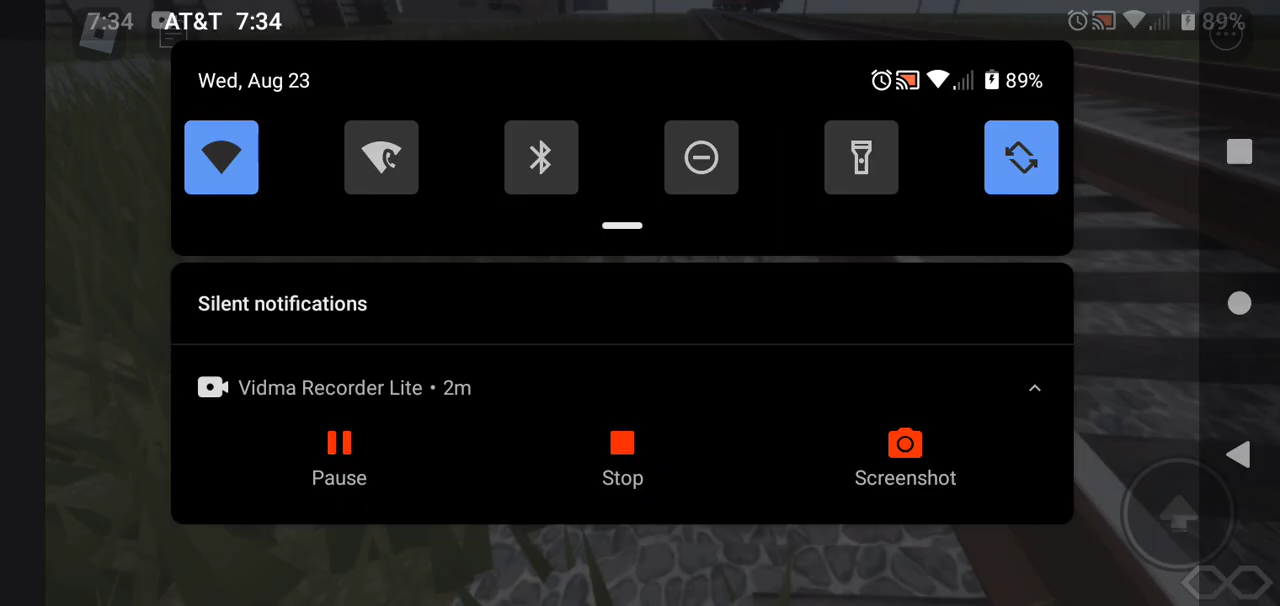 7:34 AT&T 7:34 89%
Wed, Aug 23 89%
Silent notifications
Vidma Recorder Lite • 2m
Pause Stop Screenshot